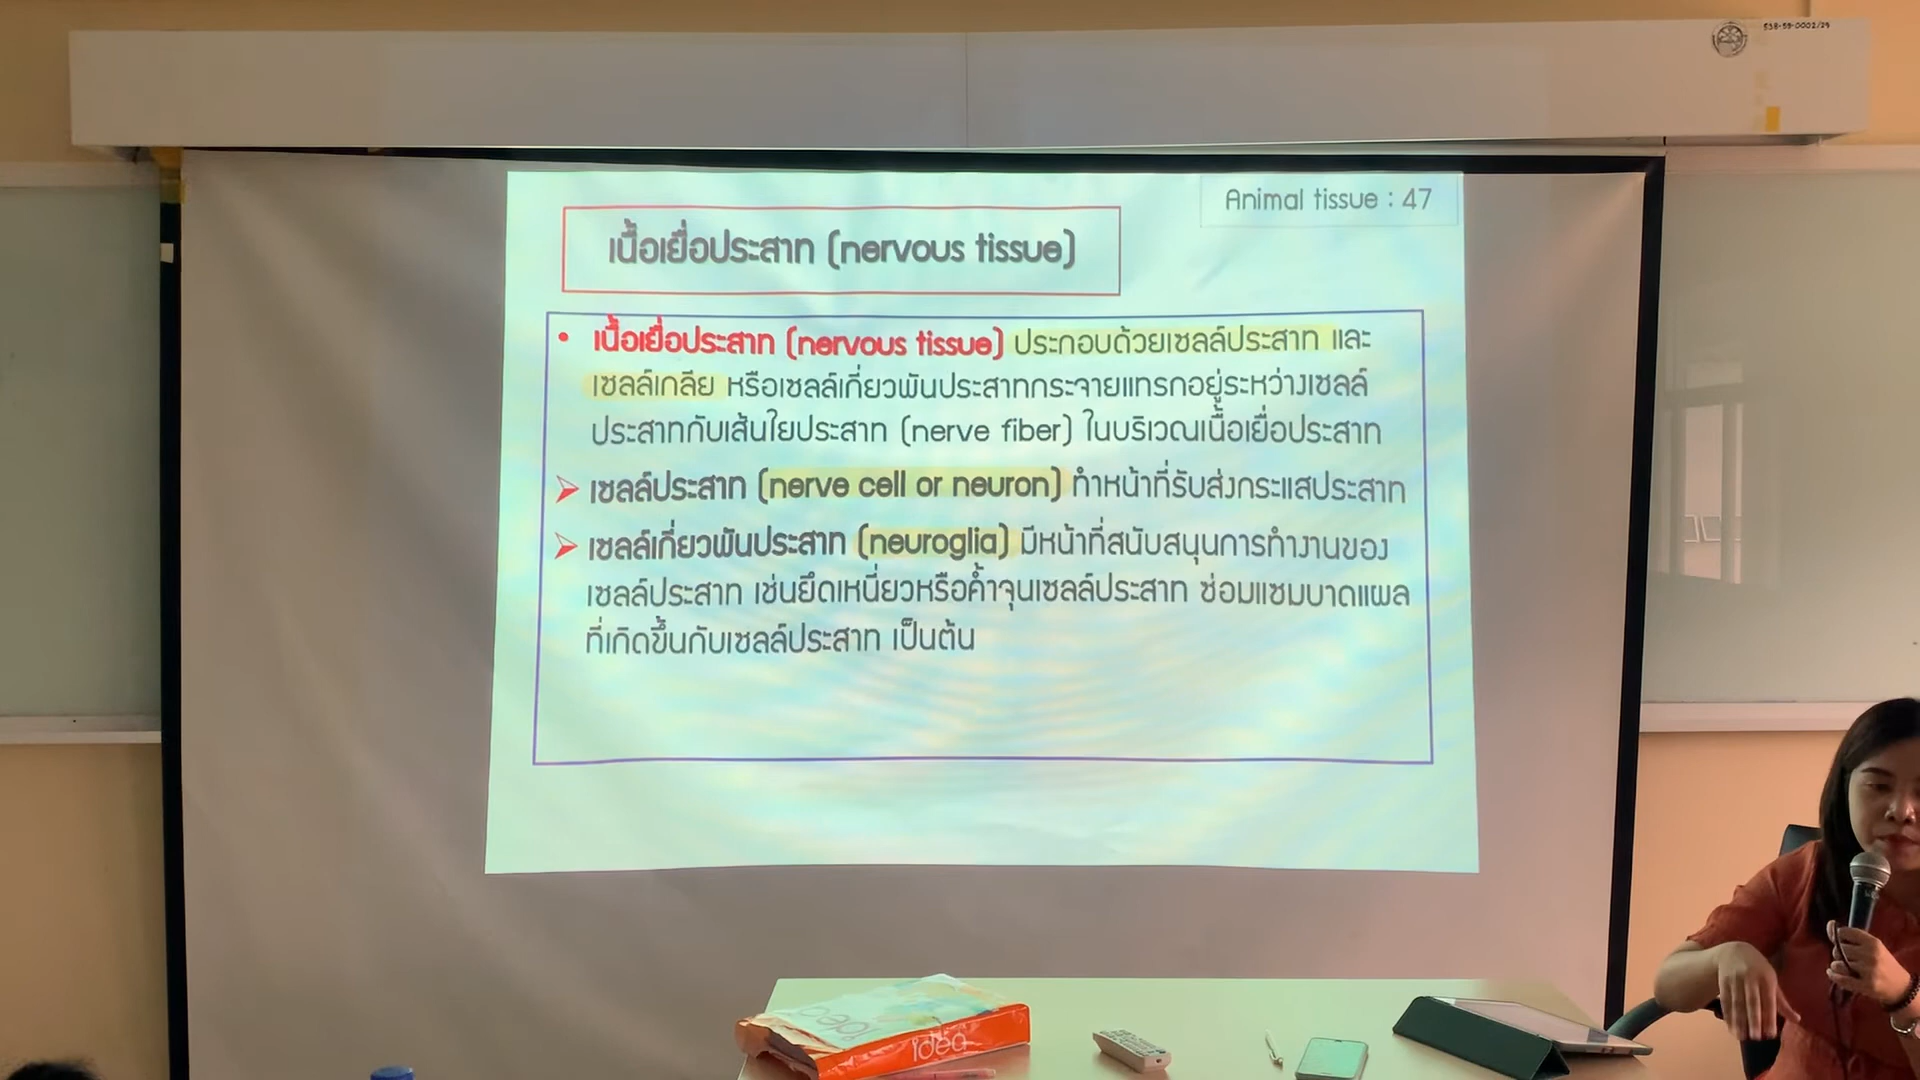 538-59-0002/29
Animal tissue : 47
เนื้อเยื่อประสาท (nervous tissue)
• เนื้อเยื่อประสาท (nervous tissue) ประกอบด้วยเซลล์ประสาท และ
เซลล์เกลีย หรือเซลล์เกี่ยวพันประสาทกระจายแทรกอยู่ระหว่างเซลล์
ประสาทกับเส้นใยประสาท (nerve fiber) ในบริเวณเนื้อเยื่อประสาท
➢ เซลล์ประสาท (nerve cell or neuron) ทำหน้าที่รับส่งกระแสประสาท
➢ เซลล์เกี่ยวพันประสาท (neuroglia) มีหน้าที่สนับสนุนการทำงานของ
เซลล์ประสาท เช่นยึดเหนี่ยวหรือค้ำจุนเซลล์ประสาท ซ่อมแซมบาดแผล
ที่เกิดขึ้นกับเซลล์ประสาท เป็นต้น
idea
idea